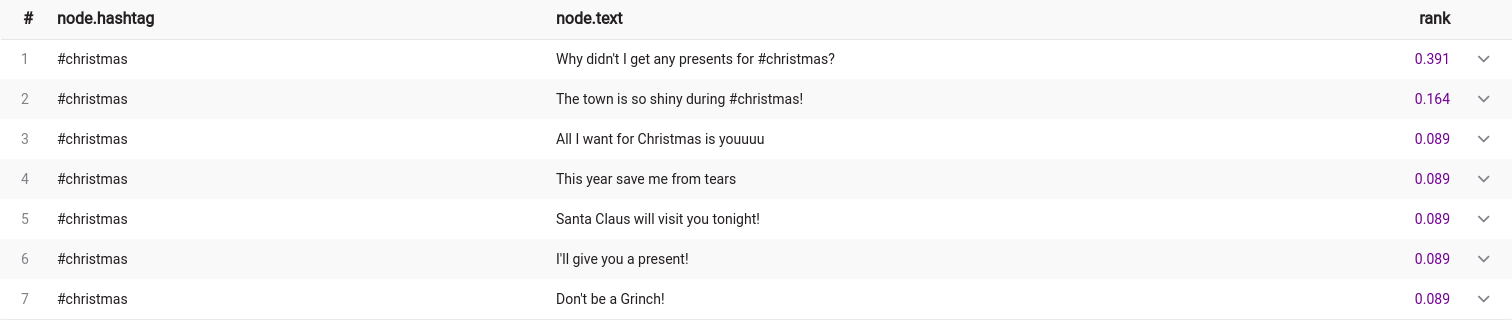 # node.hashtag node.text rank
1 #christmas Why didn't I get any presents for #christmas? 0.391
2 #christmas The town is so shiny during #christmas! 0.164
3 #christmas All I want for Christmas is youuuu 0.089
4 #christmas This year save me from tears 0.089
5 #christmas Santa Claus will visit you tonight! 0.089
6 #christmas I'll give you a present! 0.089
7 #christmas Don't be a Grinch! 0.089